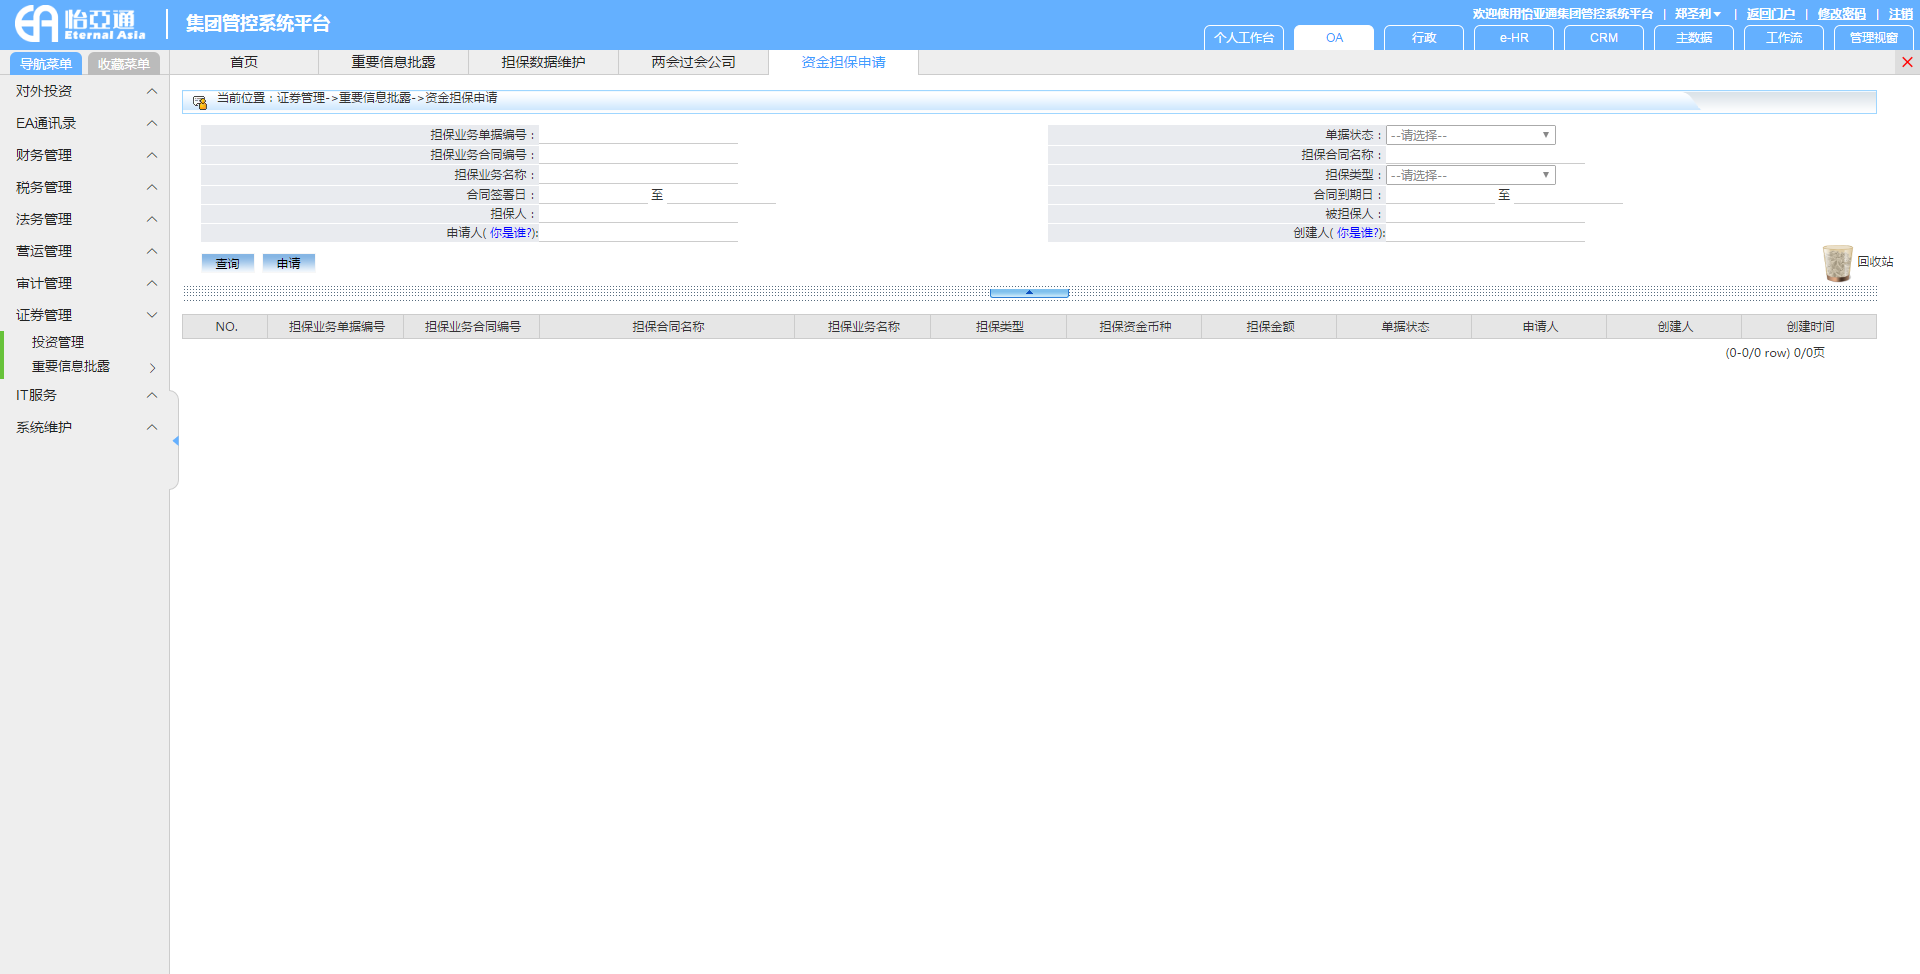 怡亞通
Eternal Asia
集团管控系统平台
欢迎使用怡亚通集团管控系统平台 | 郑圣利 | 返回门户 | 修改密码 | 注销
个人工作台 OA 行政 e-HR CRM 主数据 工作流 管理视窗
导航菜单 收藏菜单 首页 重要信息批露 担保数据维护 两会过会公司 资金担保申请
对外投资
EA通讯录
财务管理
税务管理
法务管理
营运管理
审计管理
证券管理
投资管理
重要信息批露
IT服务
系统维护
当前位置：证券管理->重要信息批露->资金担保申请
担保业务单据编号： 单据状态： --请选择--
担保业务合同编号： 担保合同名称：
担保业务名称： 担保类型： --请选择--
合同签署日： 至 合同到期日： 至
担保人： 被担保人：
申请人( 你是谁?): 创建人( 你是谁?):
查询 申请 回收站
NO. 担保业务单据编号 担保业务合同编号 担保合同名称 担保业务名称 担保类型 担保资金币种 担保金额 单据状态 申请人 创建人 创建时间
(0-0/0 row) 0/0页